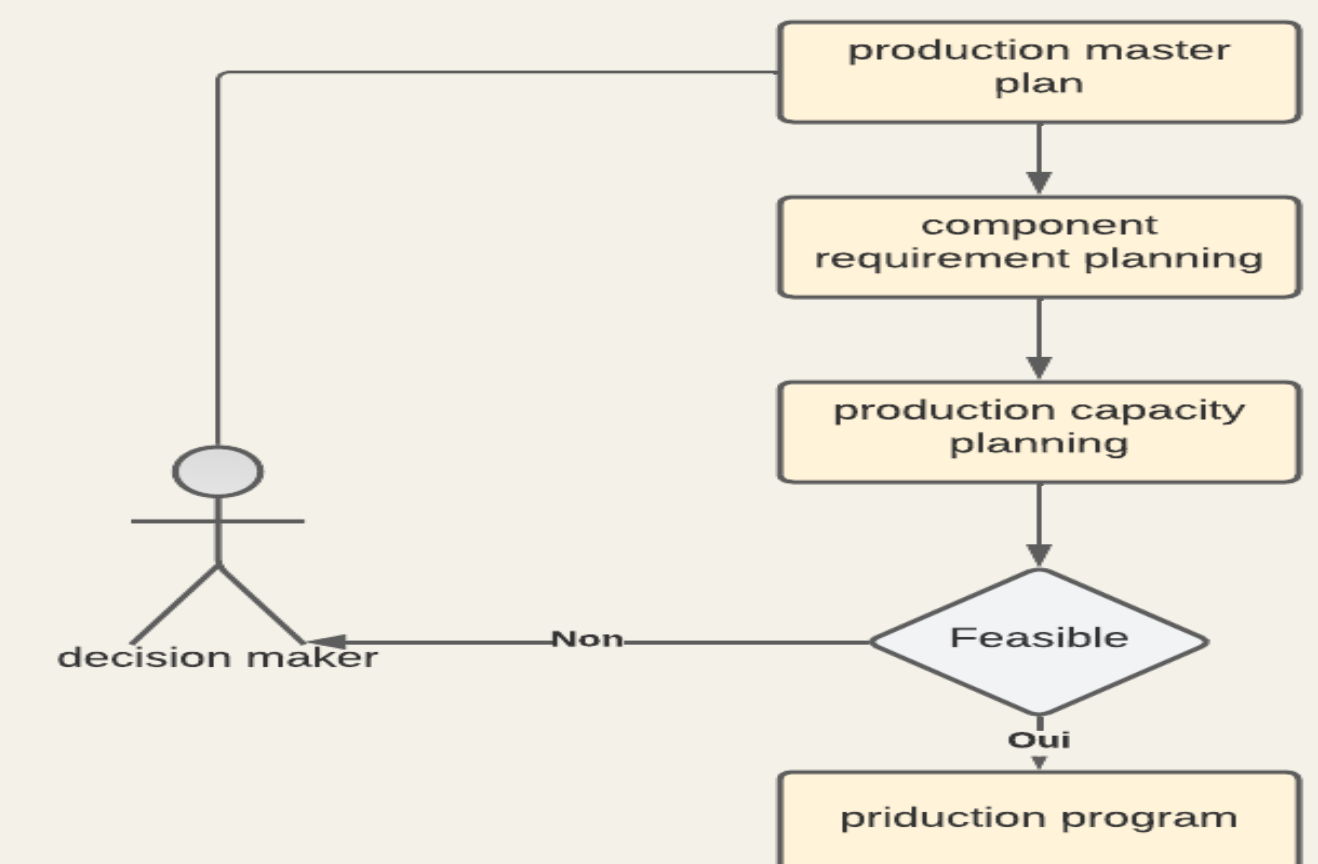 production master
plan
component
requirement planning
production capacity
planning
Feasible
Non
decision maker
Oui
priduction program